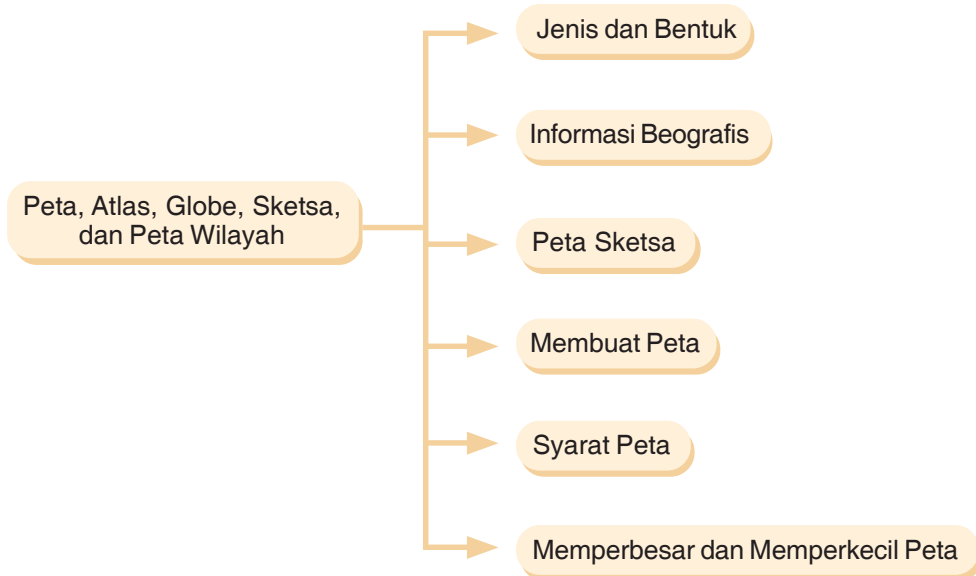 Jenis dan Bentuk
Informasi Beografis
Peta, Atlas, Globe, Sketsa,
dan Peta Wilayah
Peta Sketsa
Membuat Peta
Syarat Peta
Memperbesar dan Memperkecil Peta